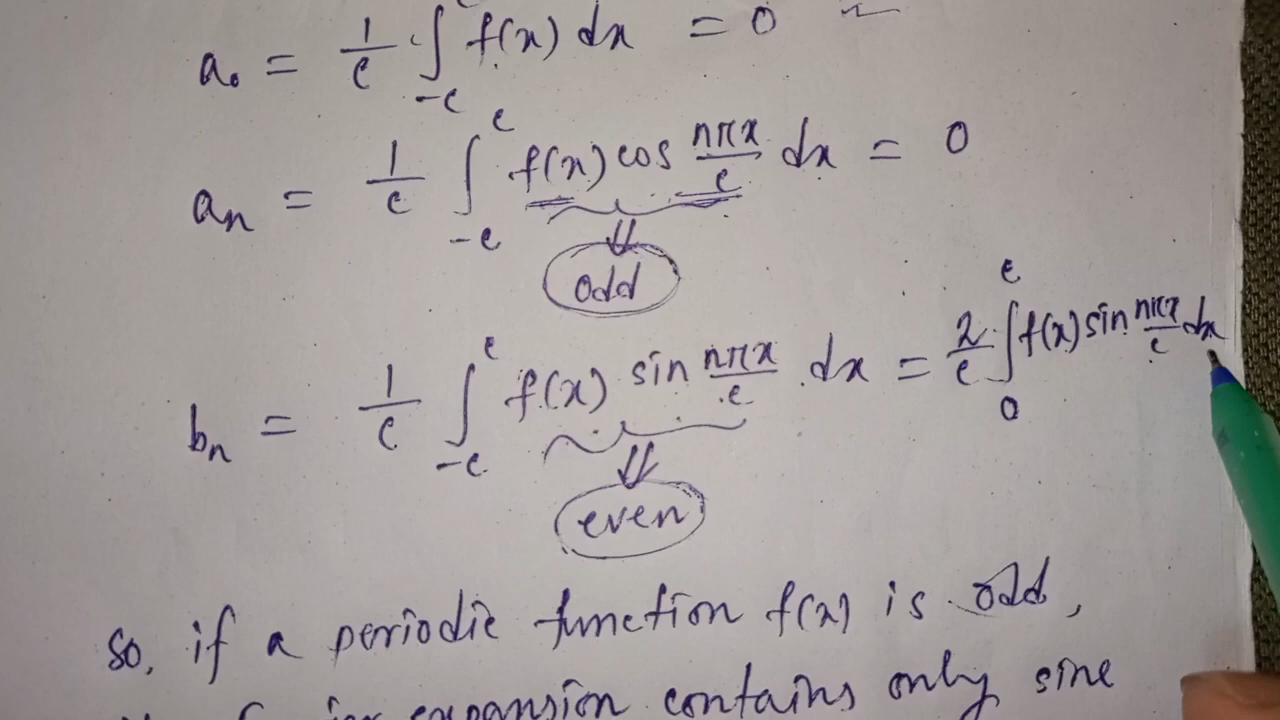 a₀ = 1/c ∫_{-c} f(x) dx = 0
aₙ = 1/c ∫_{-c}^{c} f(x) cos nπx/c dx = 0
odd
bₙ = 1/c ∫_{-c}^{c} f(x) sin nπx/c dx = 2/c ∫_{0}^{c} f(x) sin nπx/c dx
even
So, if a periodic function f(x) is odd,
expansion contains only sine